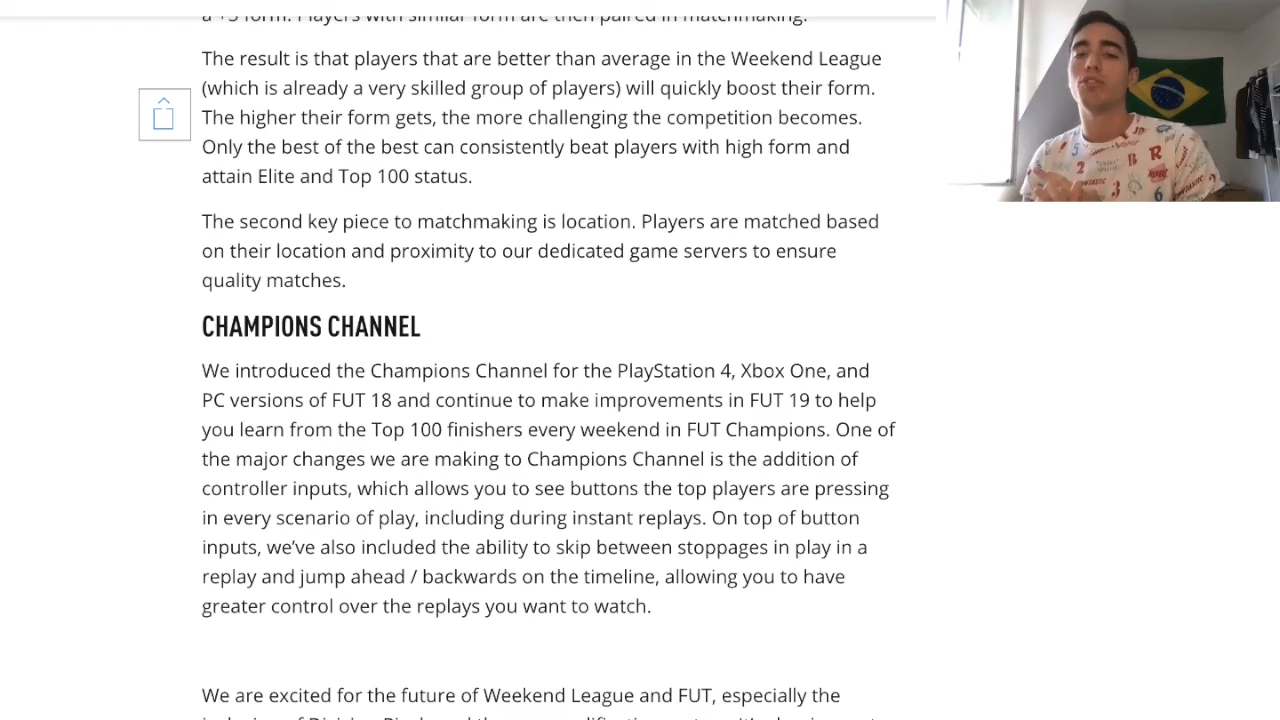 a +3 form. Players with similar form are then paired in matchmaking.
The result is that players that are better than average in the Weekend League
(which is already a very skilled group of players) will quickly boost their form.
The higher their form gets, the more challenging the competition becomes.
Only the best of the best can consistently beat players with high form and
attain Elite and Top 100 status.
The second key piece to matchmaking is location. Players are matched based
on their location and proximity to our dedicated game servers to ensure
quality matches.
CHAMPIONS CHANNEL
We introduced the Champions Channel for the PlayStation 4, Xbox One, and
PC versions of FUT 18 and continue to make improvements in FUT 19 to help
you learn from the Top 100 finishers every weekend in FUT Champions. One of
the major changes we are making to Champions Channel is the addition of
controller inputs, which allows you to see buttons the top players are pressing
in every scenario of play, including during instant replays. On top of button
inputs, we’ve also included the ability to skip between stoppages in play in a
replay and jump ahead / backwards on the timeline, allowing you to have
greater control over the replays you want to watch.
We are excited for the future of Weekend League and FUT, especially the